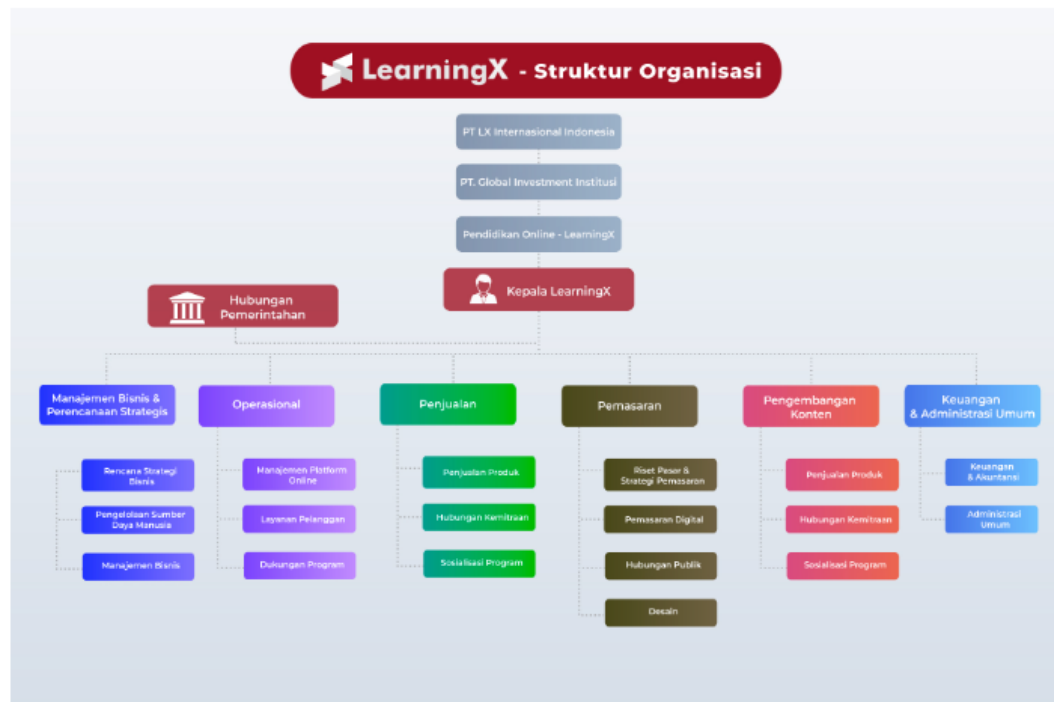 LearningX - Struktur Organisasi
PT LX Internasional Indonesia
PT. Global Investment Institusi
Pendidikan Online - LearningX
Kepala LearningX
Hubungan
Pemerintahan
Manajemen Bisnis &
Perencanaan Strategis
Operasional
Penjualan
Pemasaran
Pengembangan
Konten
Keuangan
& Administrasi Umum
Rencana Strategi
Bisnis
Pengelolaan Sumber
Daya Manusia
Manajemen Bisnis
Manajemen Platform
Online
Layanan Pelanggan
Dukungan Program
Penjualan Produk
Hubungan Kemitraan
Sosialisasi Program
Riset Pasar &
Strategi Pemasaran
Pemasaran Digital
Hubungan Publik
Desain
Penjualan Produk
Hubungan Kemitraan
Sosialisasi Program
Keuangan
& Akuntansi
Administrasi
Umum